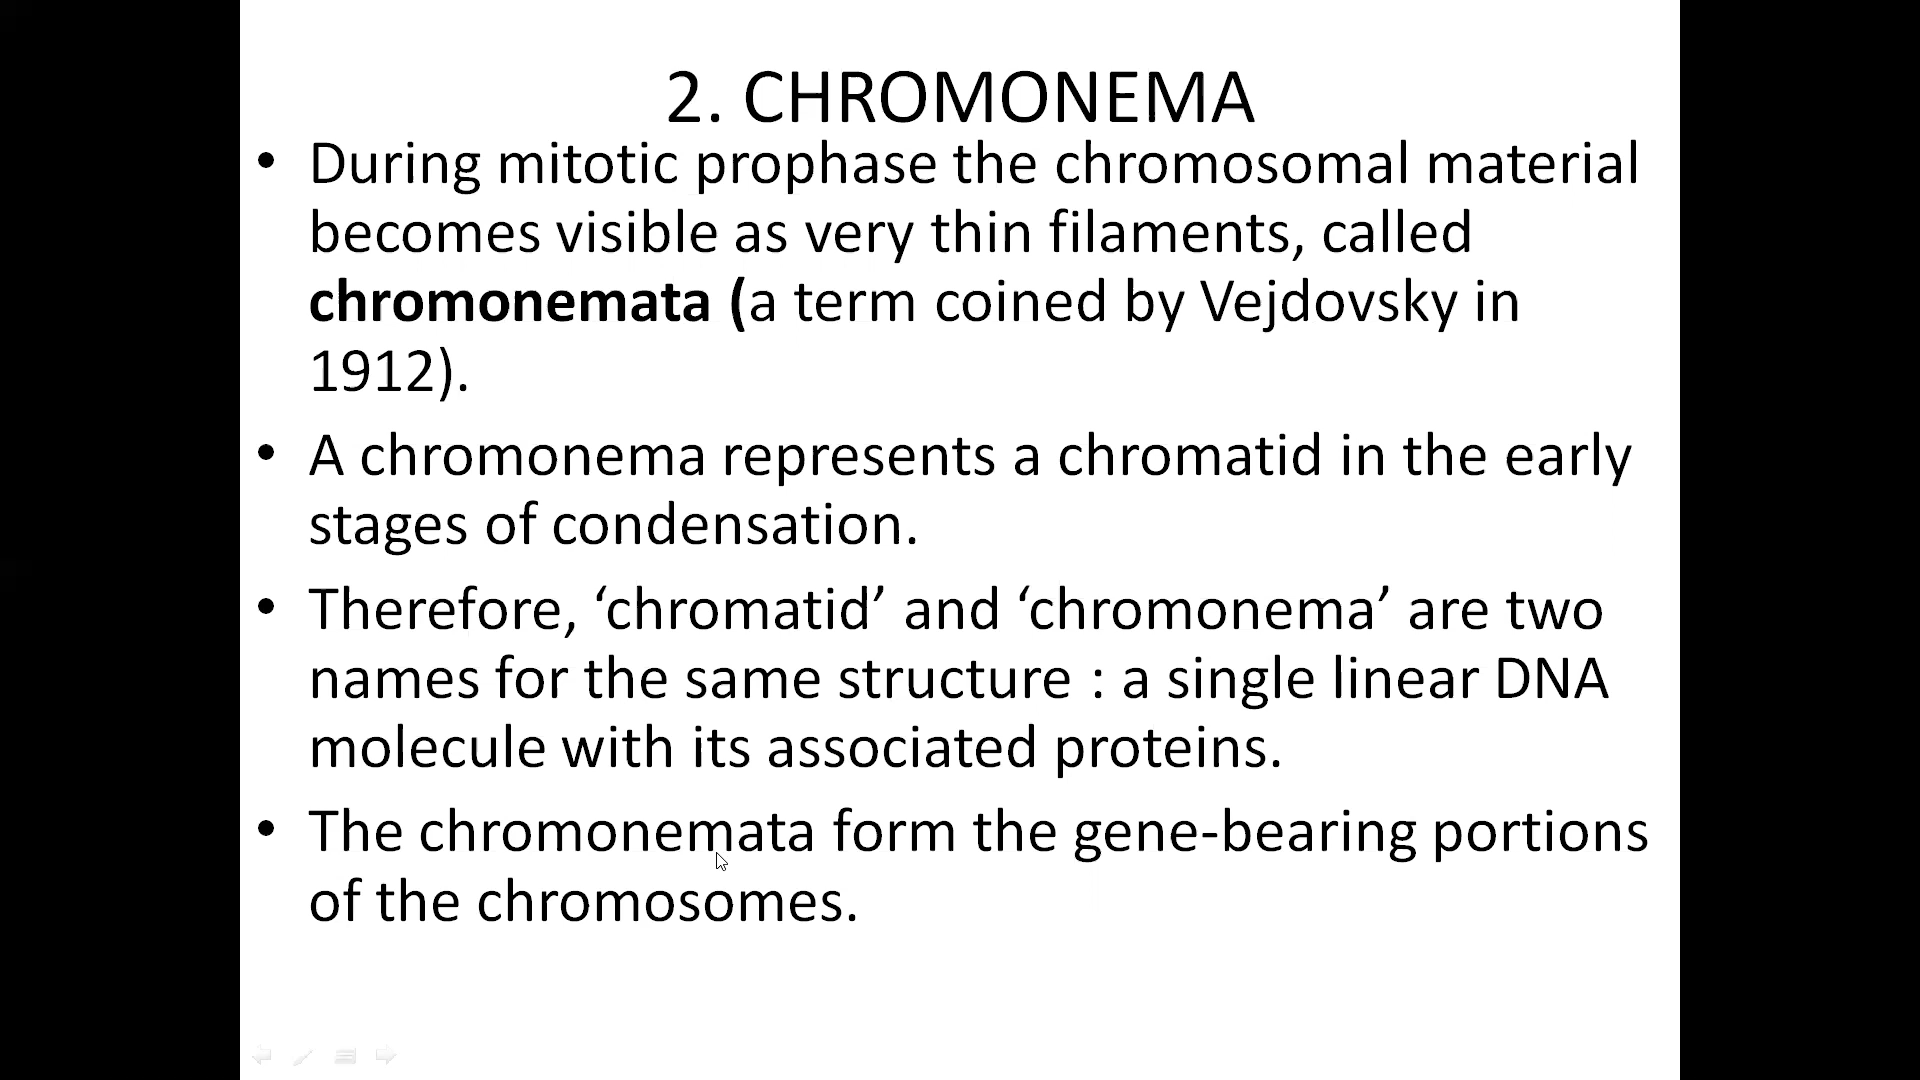 2. CHROMONEMA
• During mitotic prophase the chromosomal material
becomes visible as very thin filaments, called
chromonemata (a term coined by Vejdovsky in
1912).
• A chromonema represents a chromatid in the early
stages of condensation.
• Therefore, ‘chromatid’ and ‘chromonema’ are two
names for the same structure : a single linear DNA
molecule with its associated proteins.
• The chromonemata form the gene-bearing portions
of the chromosomes.